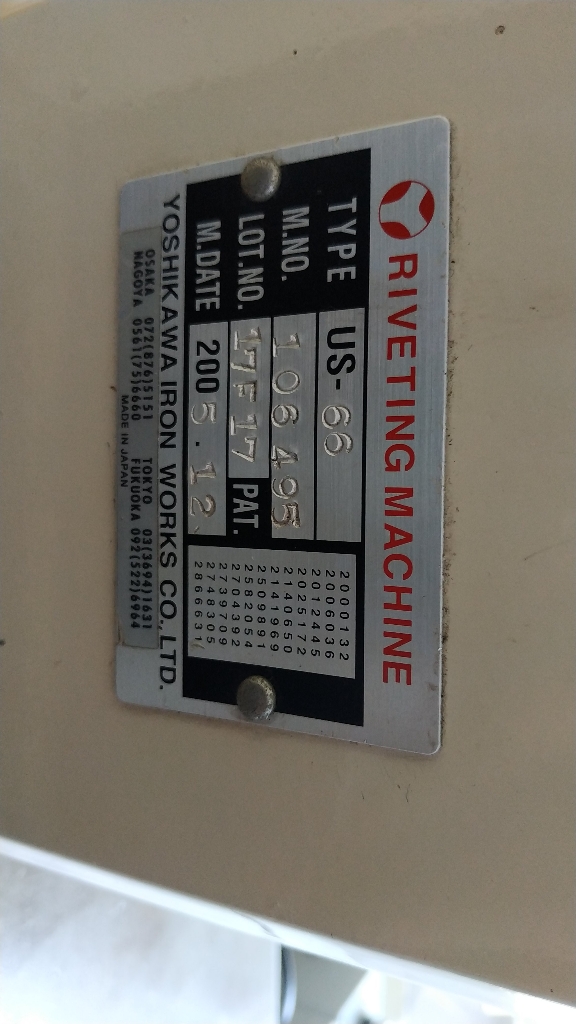 RIVETING MACHINE
TYPE US-66
M.NO. 106495
LOT.NO. 17F17 PAT.
M.DATE 2005.12
2000132
2006036
2012445
2025172
2140650
2141969
2509891
2582054
2704392
2739709
2748305
2866631
YOSHIKAWA IRON WORKS CO.,LTD.
OSAKA 072(876)5151 TOKYO 03(3694)1631
NAGOYA 0561(75)6660 FUKUOKA 092(522)6964
MADE IN JAPAN